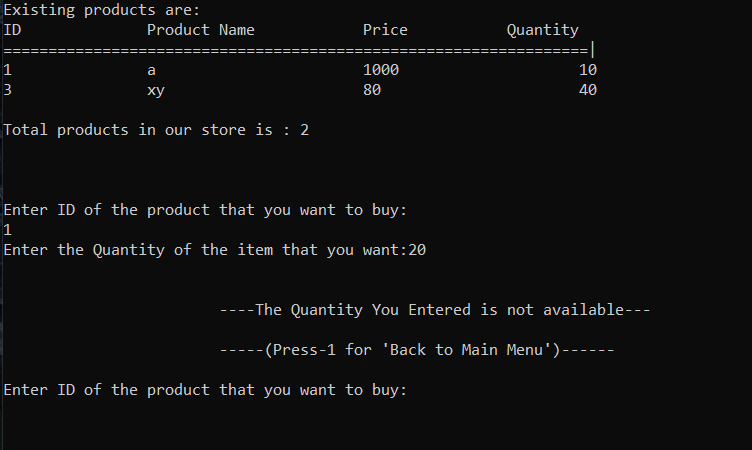 Existing products are:
ID Product Name Price Quantity
=================================================================|
1 a 1000 10
3 xy 80 40
Total products in our store is : 2
Enter ID of the product that you want to buy:
1
Enter the Quantity of the item that you want:20
----The Quantity You Entered is not available---
-----(Press-1 for 'Back to Main Menu')------
Enter ID of the product that you want to buy: